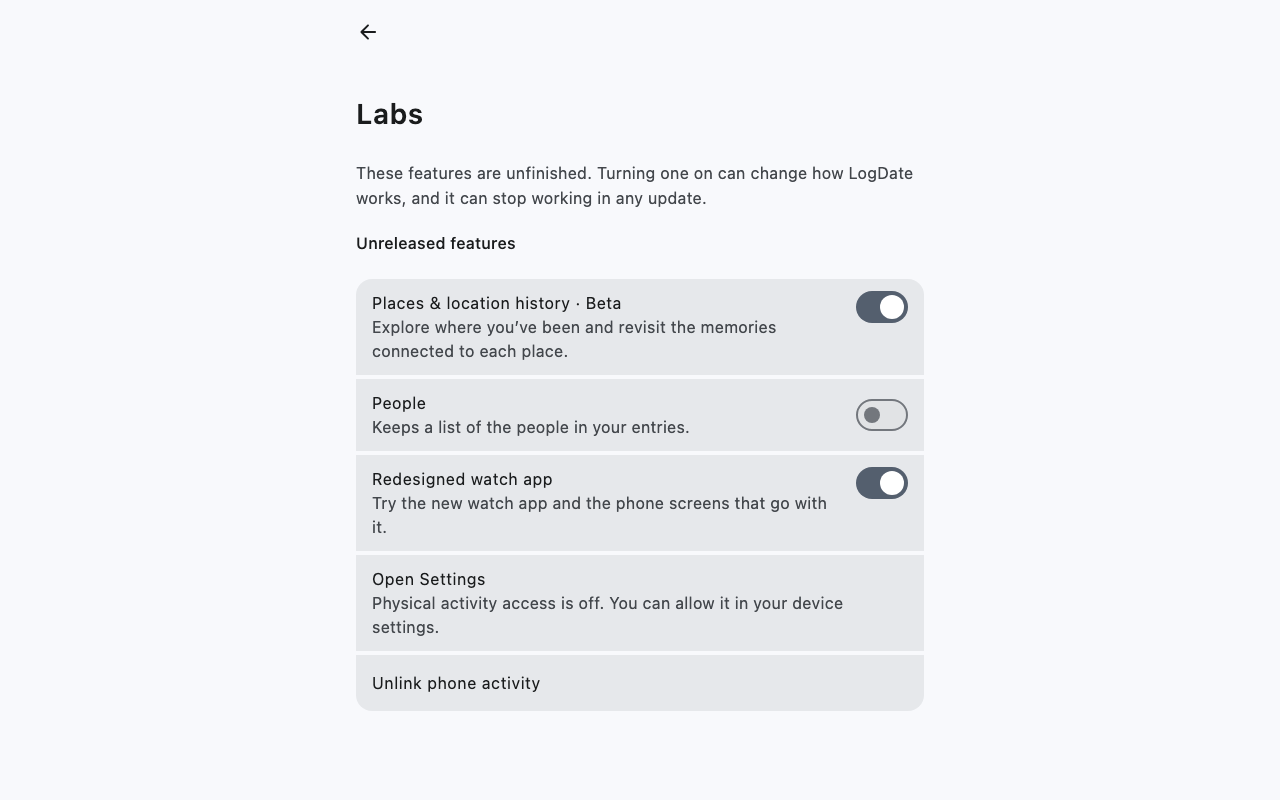 Labs
These features are unfinished. Turning one on can change how LogDate
works, and it can stop working in any update.
Unreleased features
Places & location history · Beta
Explore where you’ve been and revisit the memories
connected to each place.
People
Keeps a list of the people in your entries.
Redesigned watch app
Try the new watch app and the phone screens that go with
it.
Open Settings
Physical activity access is off. You can allow it in your device
settings.
Unlink phone activity